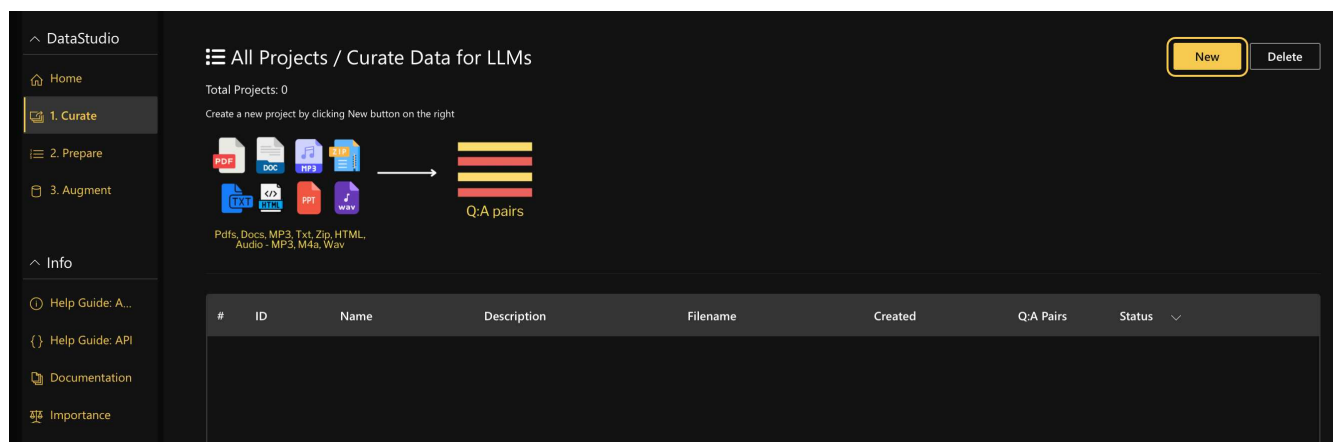 DataStudio
Home
1. Curate
2. Prepare
3. Augment
Info
Help Guide: A...
{} Help Guide: API
Documentation
Importance
All Projects / Curate Data for LLMs
New
Delete
Total Projects: 0
Create a new project by clicking New button on the right
PDF
DOC
MP3
ZIP
TXT
</>
HTML
PPT
wav
Q:A pairs
Pdfs, Docs, MP3, Txt, Zip, HTML,
Audio - MP3, M4a, Wav
# ID Name Description Filename Created Q:A Pairs Status